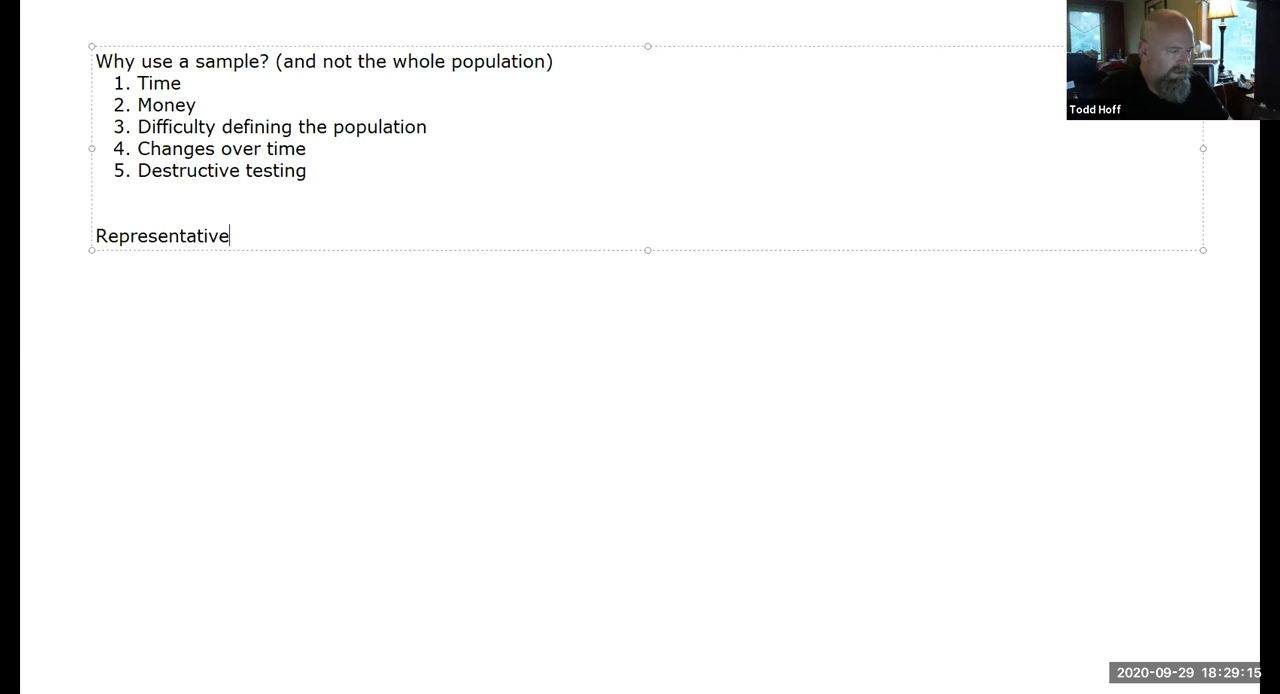 Why use a sample? (and not the whole population)
1. Time
2. Money
3. Difficulty defining the population
4. Changes over time
5. Destructive testing
Representative
Todd Hoff
2020-09-29 18:29:15